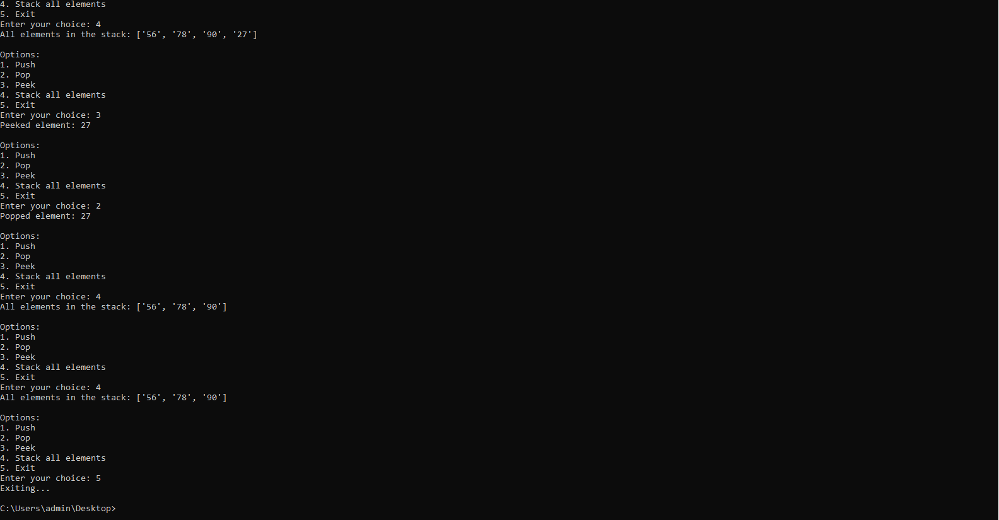 4. Stack all elements
5. Exit
Enter your choice: 4
All elements in the stack: ['56', '78', '90', '27']
Options:
1. Push
2. Pop
3. Peek
4. Stack all elements
5. Exit
Enter your choice: 3
Peeked element: 27
Options:
1. Push
2. Pop
3. Peek
4. Stack all elements
5. Exit
Enter your choice: 2
Popped element: 27
Options:
1. Push
2. Pop
3. Peek
4. Stack all elements
5. Exit
Enter your choice: 4
All elements in the stack: ['56', '78', '90']
Options:
1. Push
2. Pop
3. Peek
4. Stack all elements
5. Exit
Enter your choice: 4
All elements in the stack: ['56', '78', '90']
Options:
1. Push
2. Pop
3. Peek
4. Stack all elements
5. Exit
Enter your choice: 5
Exiting...
C:\Users\admin\Desktop>